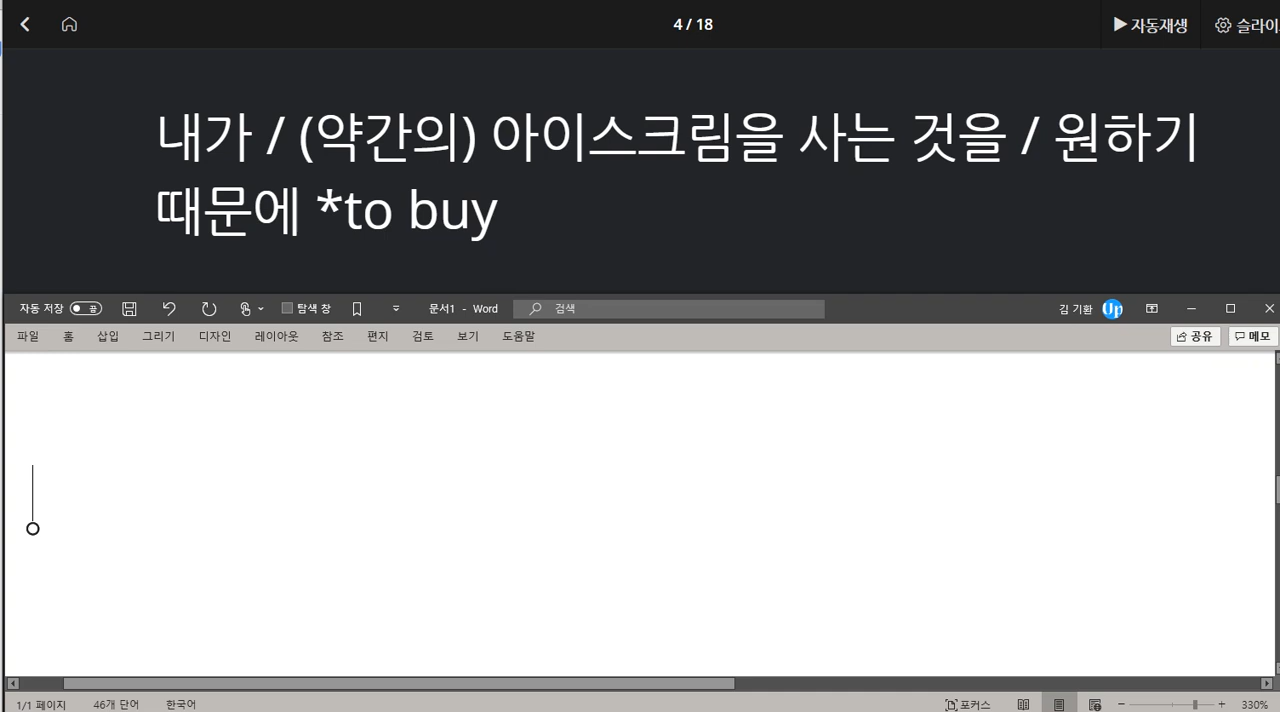 4 / 18
자동재생
슬라이
내가 / (약간의) 아이스크림을 사는 것을 / 원하기
때문에 *to buy
자동 저장 끔 탐색 창 문서1 - Word 검색 김 기환 Up
파일 홈 삽입 그리기 디자인 레이아웃 참조 편지 검토 보기 도움말 공유 메모
1/1 페이지 46개 단어 한국어 포커스 330%